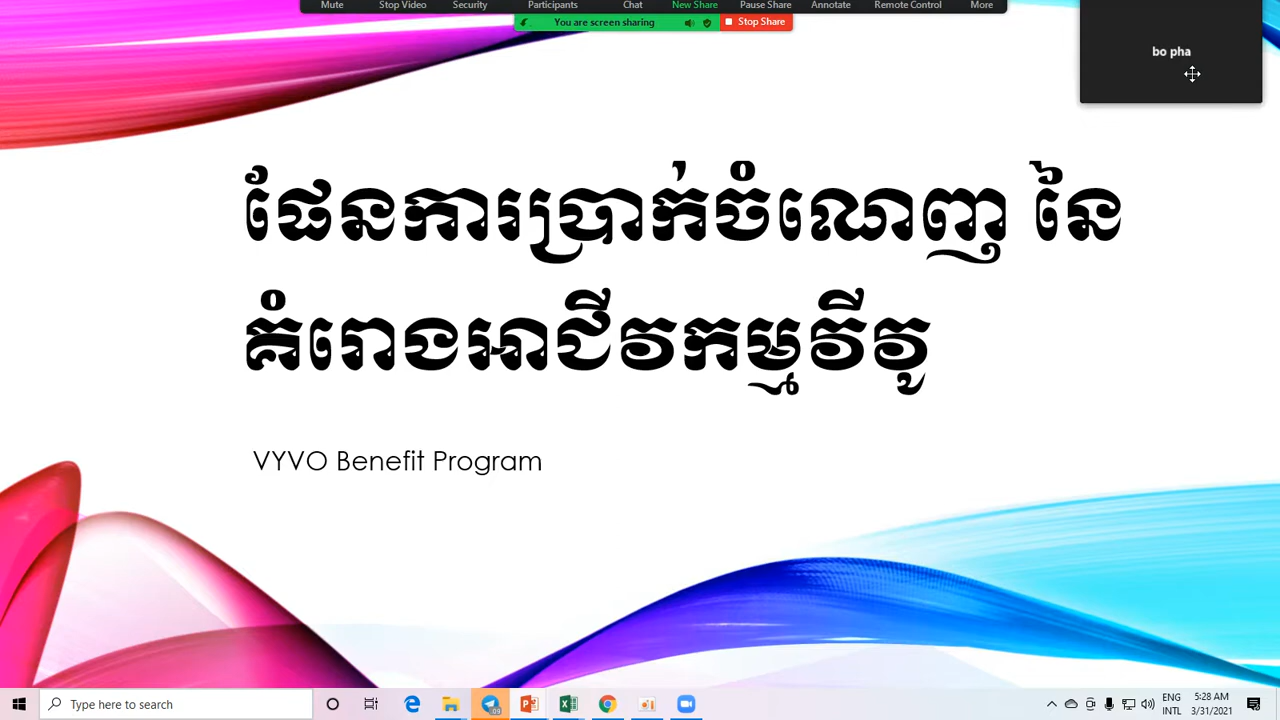 Mute Stop Video Security Participants Chat New Share Pause Share Annotate Remote Control More
You are screen sharing Stop Share
bo pha
ផែនការប្រាក់ចំណេញ នៃ
គំរោងអាជីវកម្មវីវូ
VYVO Benefit Program
Type here to search
ENG
INTL
5:28 AM
5/31/2021